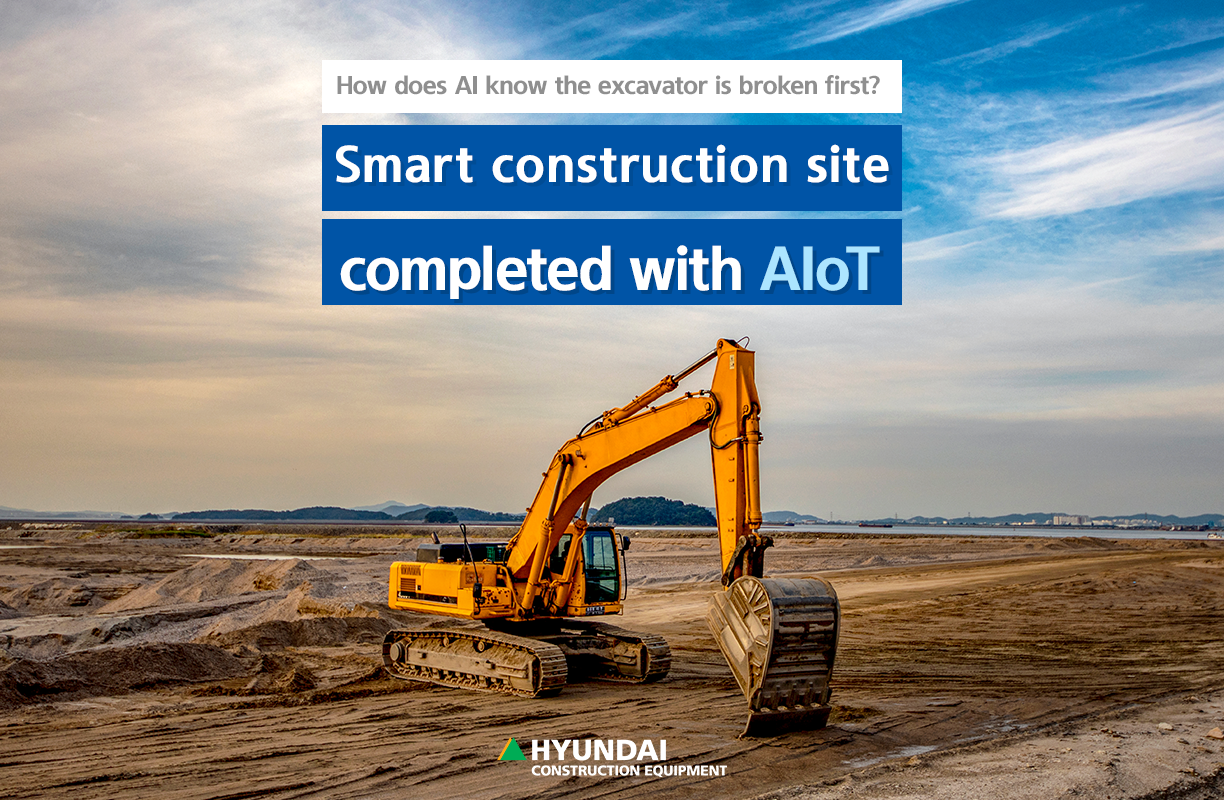 How does AI know the excavator is broken first?
Smart construction site
completed with AIoT
HYUNDAI
CONSTRUCTION EQUIPMENT